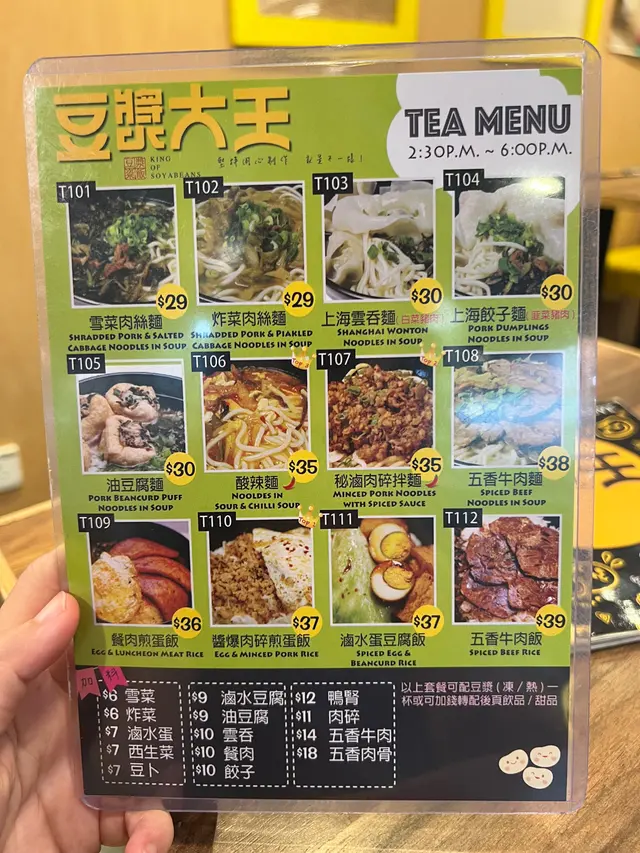 豆漿大王
KING
OF
SOYABEANS
堅持用心制作
TEA MENU
2:30P.M. ~ 6:00P.M.
T101
$29
雪菜肉絲麵
Shradded Pork & Salted
Cabbage Noodles in Soup
T102
$29
炸菜肉絲麵
Shradded Pork & Piakled
Cabbage Noodles in Soup
T103
$30
上海雲吞麵(白菜豬肉)
Shanghai Wonton
Noodles in Soup
T104
$30
上海餃子麵(韮菜豬肉)
Pork Dumplings
Noodles in Soup
T105
$30
油豆腐麵
Pork Beancurd Puff
Noodles in Soup
T106
$35
酸辣麵
Nooldes in
Sour & Chilli Soup
T107
$35
秘滷肉碎拌麵
Minced Pork Noodles
with Spiced Sauce
T108
$38
五香牛肉麵
Spiced Beef
Noodles in Soup
T109
$36
餐肉煎蛋飯
Egg & Luncheon Meat Rice
T110
$37
醬爆肉碎煎蛋飯
Egg & Minced Pork Rice
T111
$37
滷水蛋豆腐飯
Spiced Egg &
Beancurd Rice
T112
$39
五香牛肉飯
Spiced Beef Rice
加料
$6 雪菜
$6 炸菜
$7 滷水蛋
$7 西生菜
$7 豆卜
$9 滷水豆腐
$9 油豆腐
$10 雲吞
$10 餐肉
$10 餃子
$12 鴨腎
$11 肉碎
$14 五香牛肉
$18 五香肉骨
以上套餐可配豆漿(凍/熱)一
杯或可加錢轉配後頁飲品/甜品